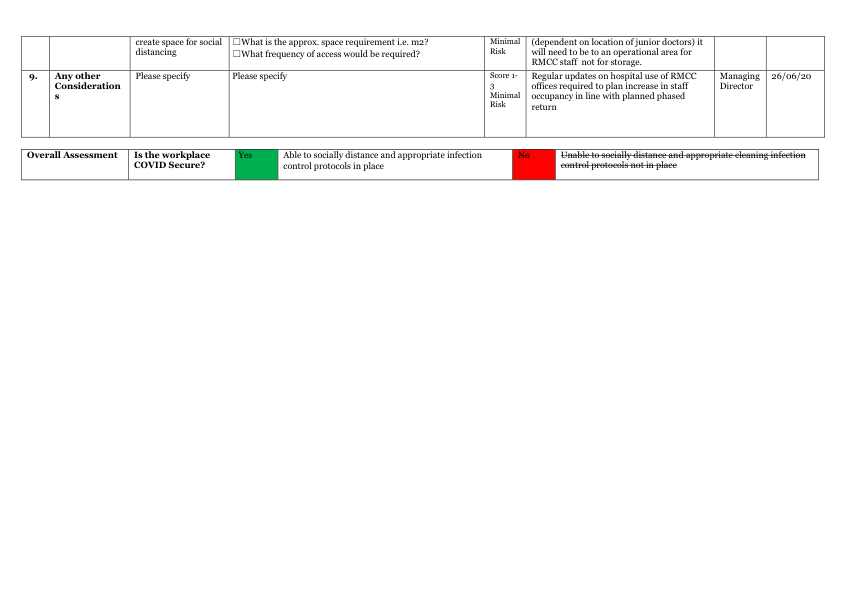 create space for social
distancing
☐What is the approx. space requirement i.e. m2?
☐What frequency of access would be required?
Minimal
Risk
(dependent on location of junior doctors) it
will need to be to an operational area for
RMCC staff  not for storage.
9.
Any other
Consideration
s
Please specify
Please specify
Score 1-
3
Minimal
Risk
Regular updates on hospital use of RMCC
offices required to plan increase in staff
occupancy in line with planned phased
return
Managing
Director
26/06/20
Overall Assessment
Is the workplace
COVID Secure?
Yes
Able to socially distance and appropriate infection
control protocols in place
No
Unable to socially distance and appropriate cleaning infection
control protocols not in place